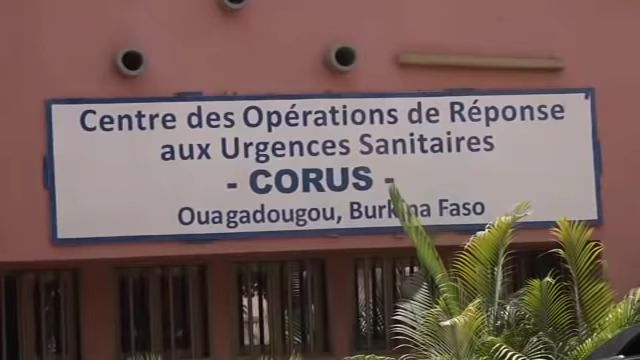 Centre des Opérations de Réponse
aux Urgences Sanitaires
- CORUS -
Ouagadougou, Burkina Faso